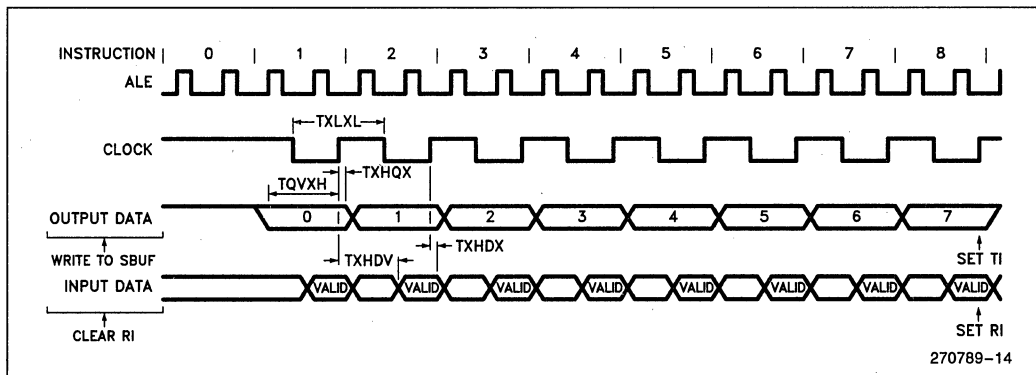 INSTRUCTION | 0 | 1 | 2 | 3 | 4 | 5 | 6 | 7 | 8 |
ALE
TXLXL
CLOCK
TQVXH
TXHQX
OUTPUT DATA 0 1 2 3 4 5 6 7
WRITE TO SBUF
TXHDV
TXHDX
SET TI
INPUT DATA VALID VALID VALID VALID VALID VALID VALID VALID
CLEAR RI
SET RI
270789-14